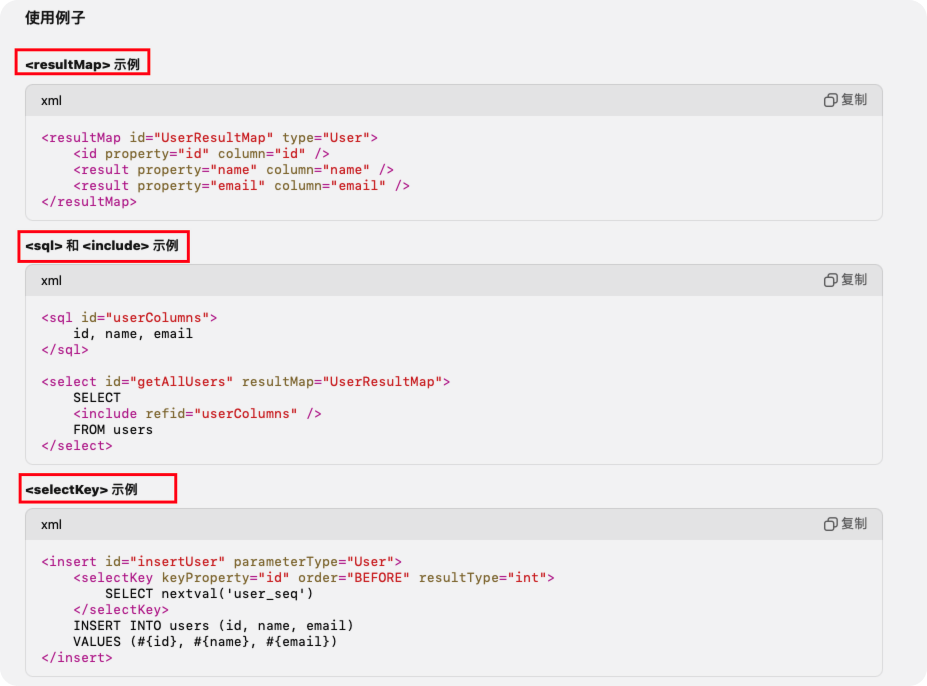 使用例子
<resultMap> 示例
xml
复制
<resultMap id="UserResultMap" type="User">
    <id property="id" column="id" />
    <result property="name" column="name" />
    <result property="email" column="email" />
</resultMap>
<sql> 和 <include> 示例
xml
复制
<sql id="userColumns">
    id, name, email
</sql>
<select id="getAllUsers" resultMap="UserResultMap">
    SELECT
    <include refid="userColumns" />
    FROM users
</select>
<selectKey> 示例
xml
复制
<insert id="insertUser" parameterType="User">
    <selectKey keyProperty="id" order="BEFORE" resultType="int">
        SELECT nextval('user_seq')
    </selectKey>
    INSERT INTO users (id, name, email)
    VALUES (#{id}, #{name}, #{email})
</insert>